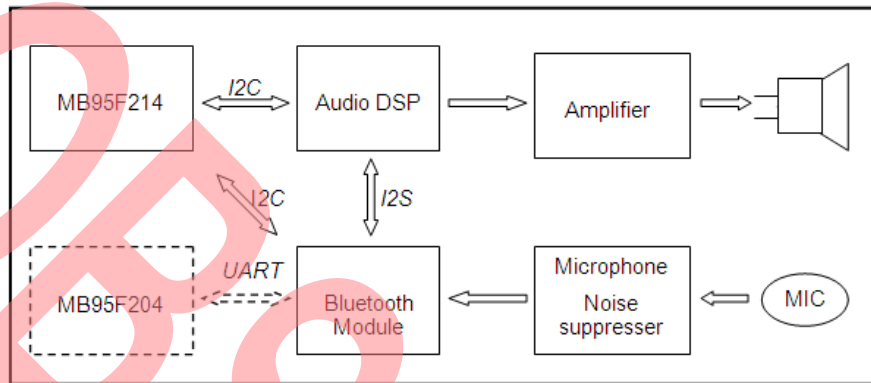 MB95F214
I2C
Audio DSP
Amplifier
I2C
I2S
MB95F204
UART
Bluetooth
Module
Microphone
Noise
suppresser
MIC